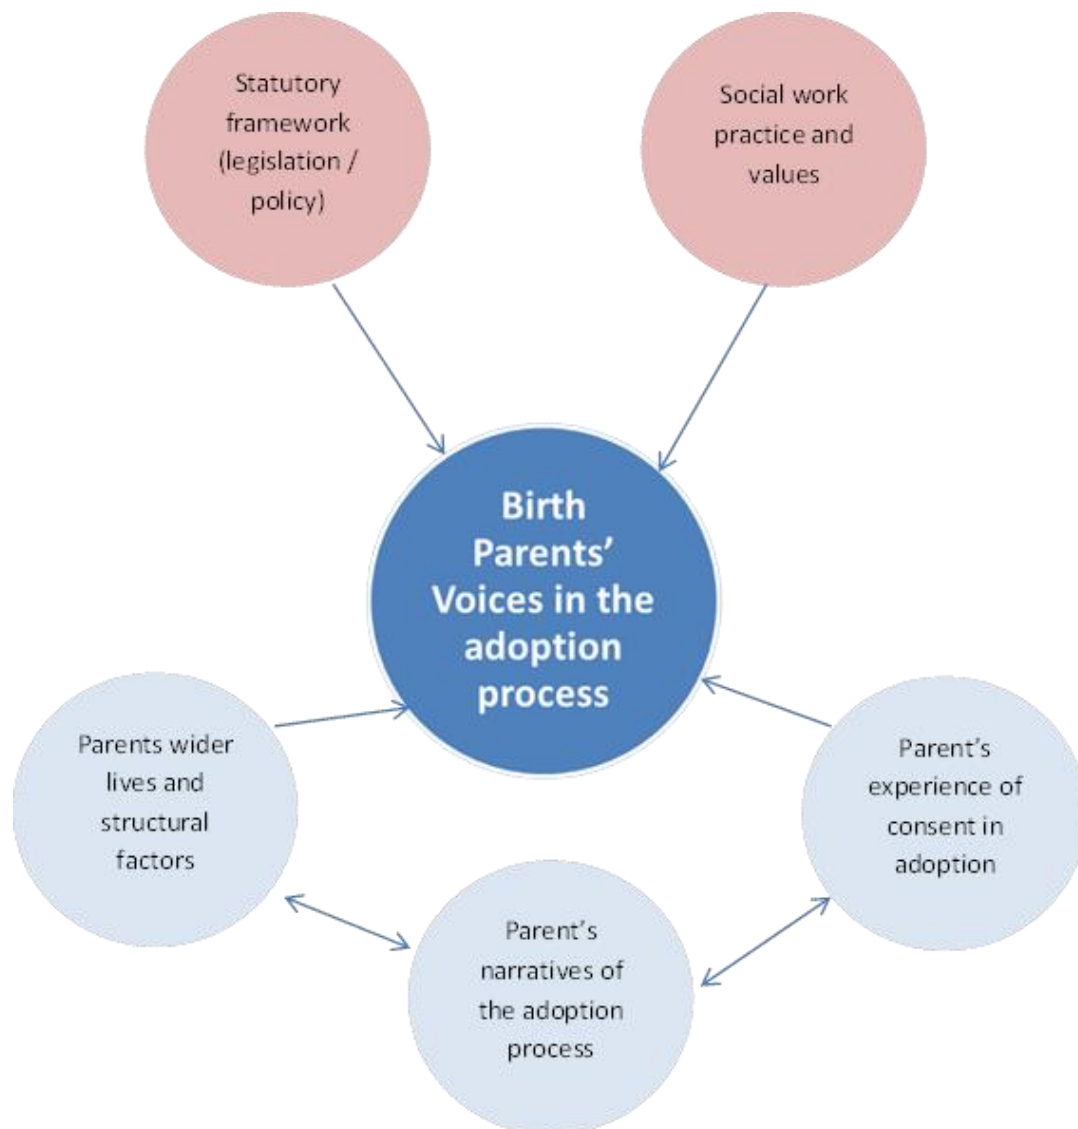 Statutory
framework
(legislation /
policy)
Social work
practice and
values
Birth
Parents’
Voices in the
adoption
process
Parents wider
lives and
structural
factors
Parent’s
experience of
consent in
adoption
Parent’s
narratives of
the adoption
process